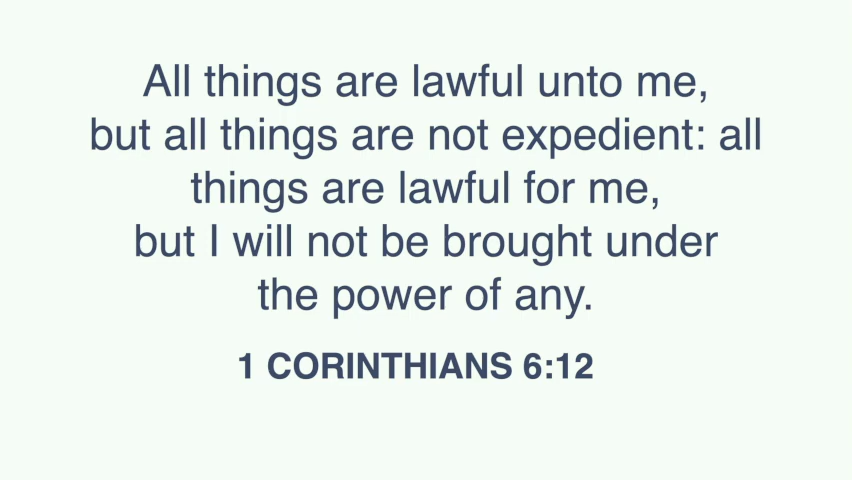 All things are lawful unto me,
but all things are not expedient: all
things are lawful for me,
but I will not be brought under
the power of any.
1 CORINTHIANS 6:12